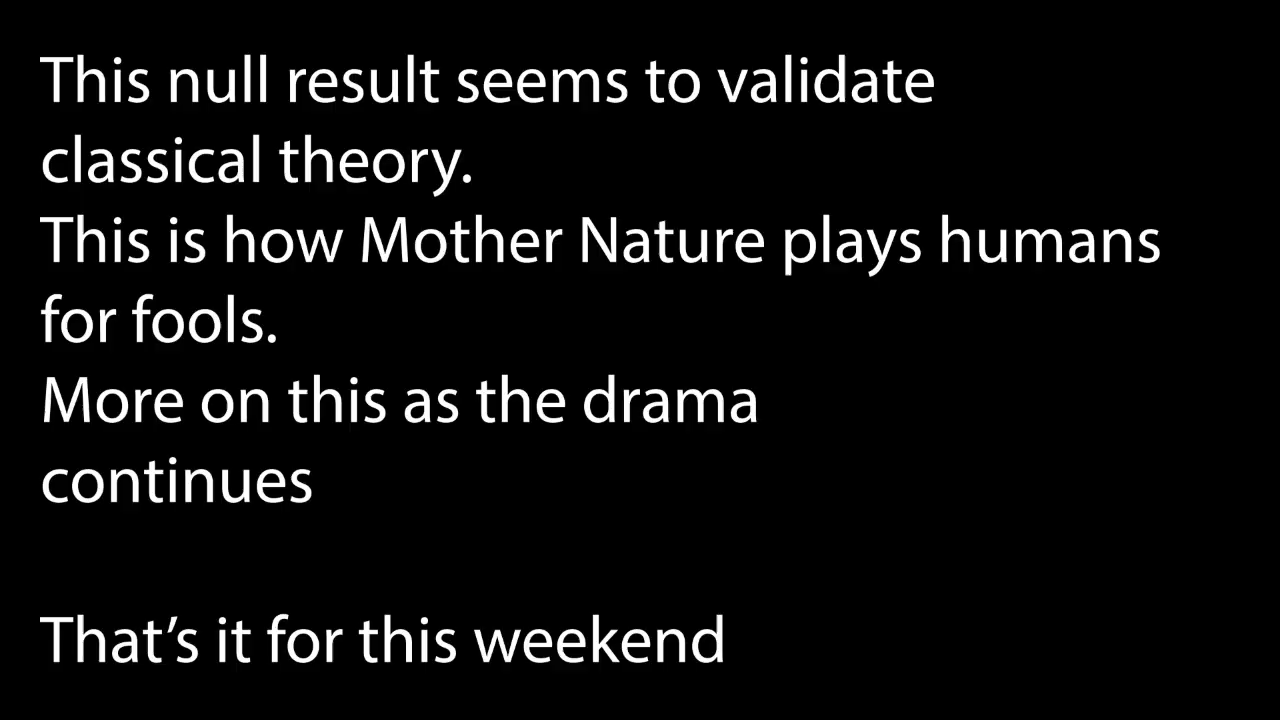 This null result seems to validate
classical theory.
This is how Mother Nature plays humans
for fools.
More on this as the drama
continues
That’s it for this weekend